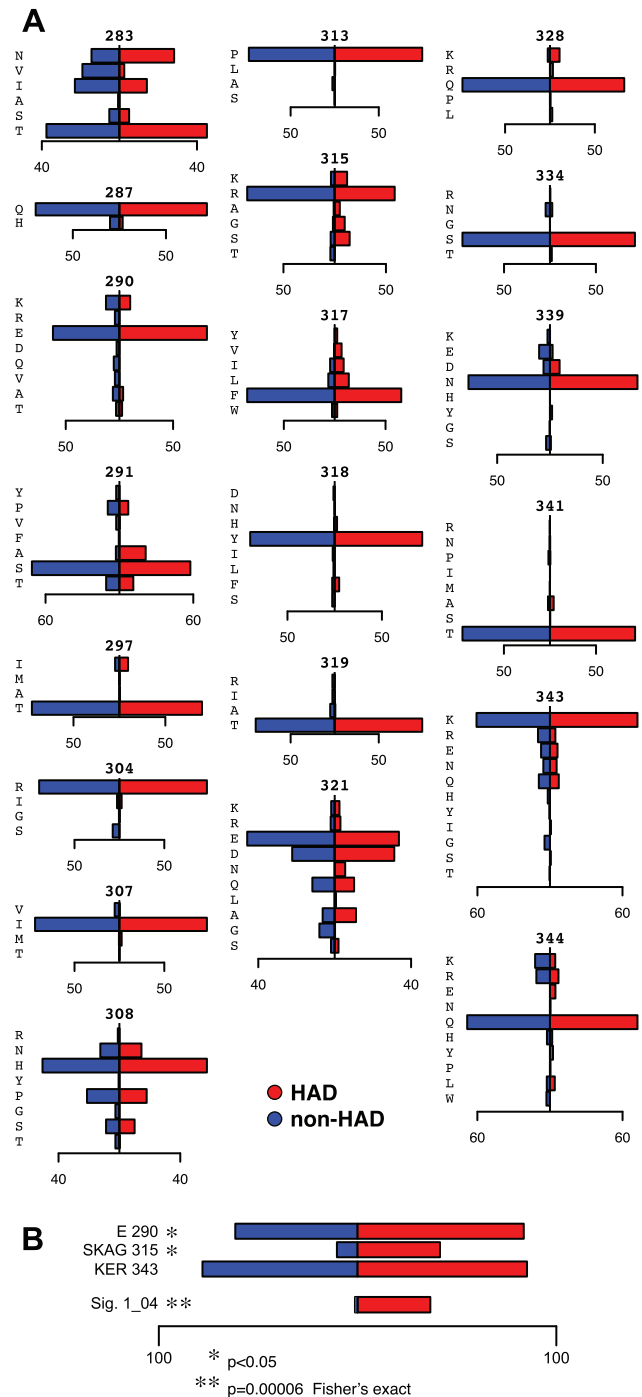 A
283
N
V
I
A
S
T
40 40
287
Q
H
50 50
290
K
R
E
D
Q
V
A
T
50 50
291
Y
P
V
F
A
S
T
60 60
297
I
M
A
T
50 50
304
R
I
G
S
50 50
307
V
I
M
T
50 50
308
R
N
H
Y
P
G
S
T
40 40
313
P
L
A
S
50 50
315
K
R
A
G
S
T
50 50
317
Y
V
I
L
F
W
50 50
318
D
N
H
Y
I
L
F
S
50 50
319
R
I
A
T
50 50
321
K
R
E
D
N
Q
L
A
G
S
40 40
328
K
R
Q
P
L
50 50
334
R
N
G
S
T
50 50
339
K
E
D
N
H
Y
G
S
50 50
341
R
N
P
I
M
A
S
T
50 50
343
K
R
E
N
Q
H
Y
I
G
S
T
60 60
344
K
R
E
N
Q
H
Y
P
L
W
60 60
HAD
non-HAD
B
E 290 *
SKAG 315 *
KER 343
Sig. 1_04 **
100 100
* p<0.05
** p=0.00006 Fisher's exact